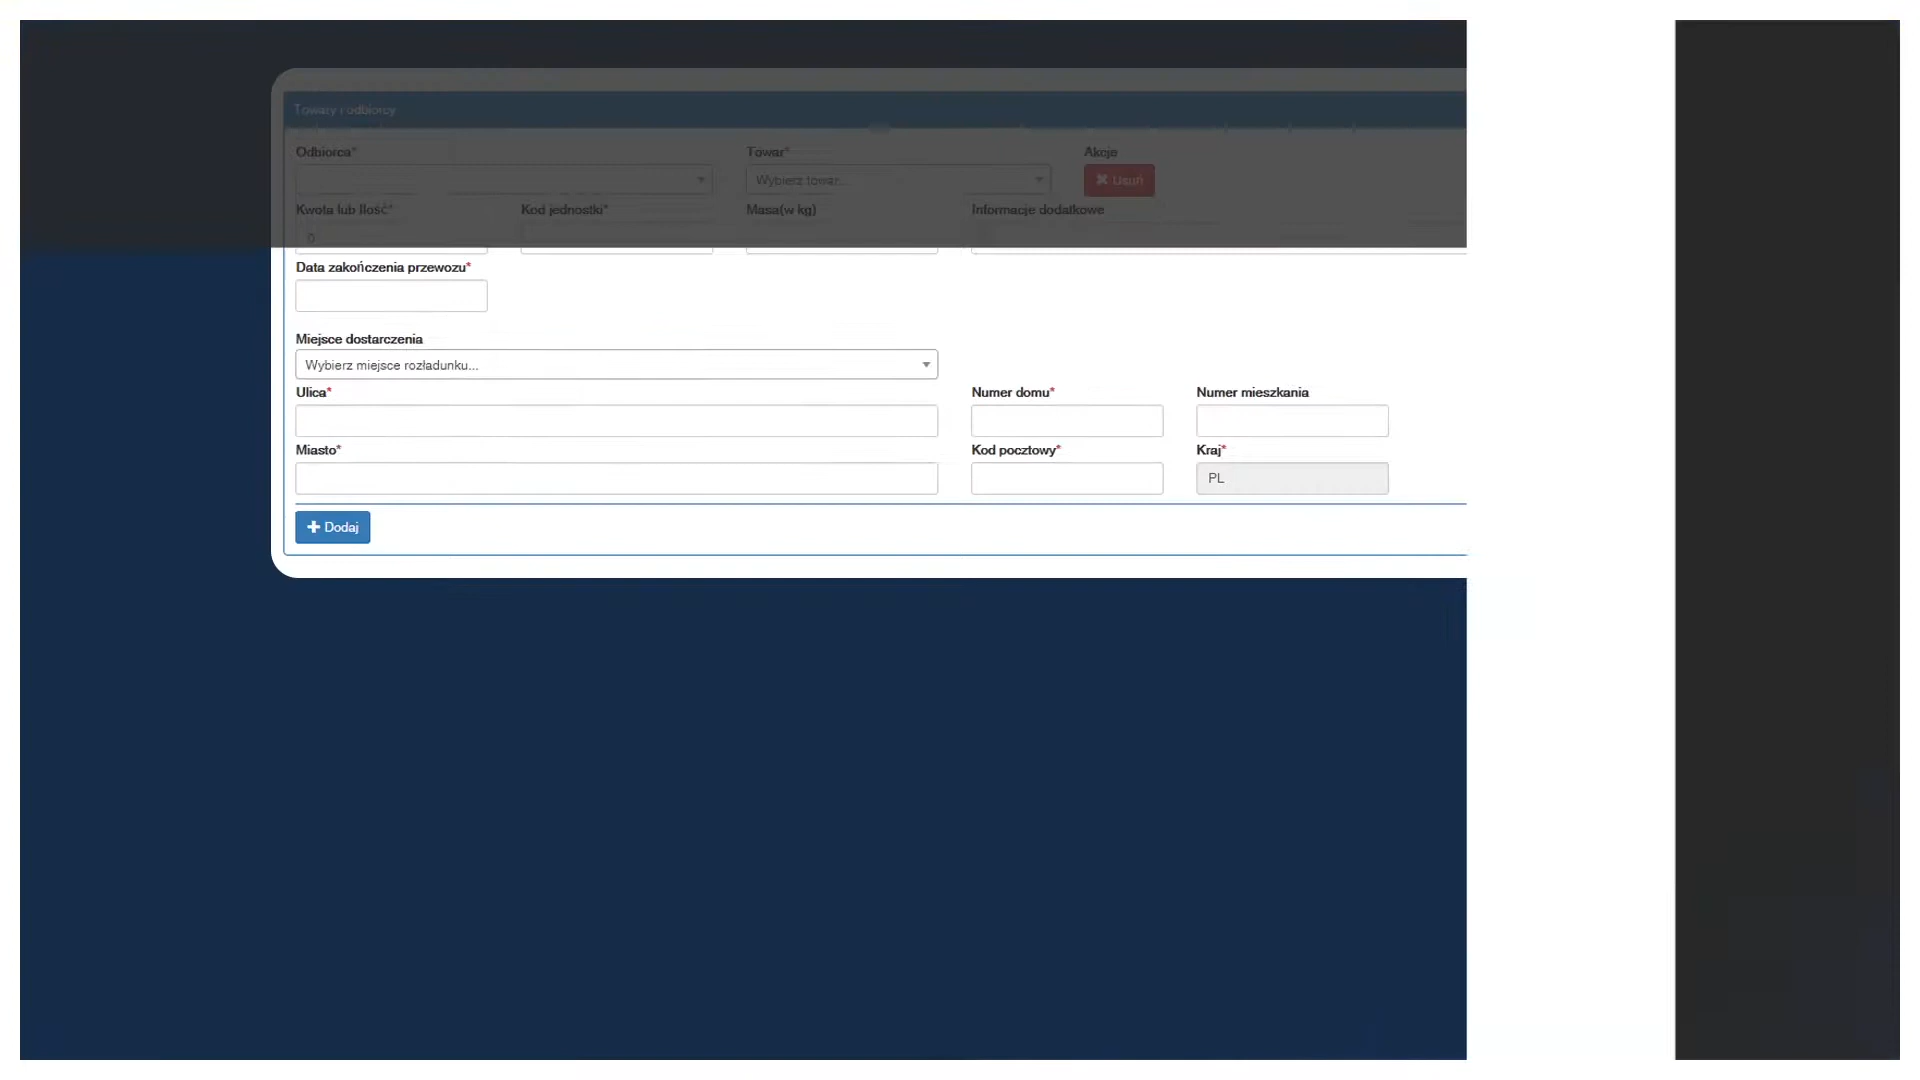 Towary i odbiorcy
Odbiorca* Towar* Akcje
Wybierz towar... Usuń
Kwota lub Ilość* Kod jednostki* Masa(w kg) Informacje dodatkowe
0
Data zakończenia przewozu*
Miejsce dostarczenia
Wybierz miejsce rozładunku...
Ulica* Numer domu* Numer mieszkania
Miasto* Kod pocztowy* Kraj*
PL
Dodaj